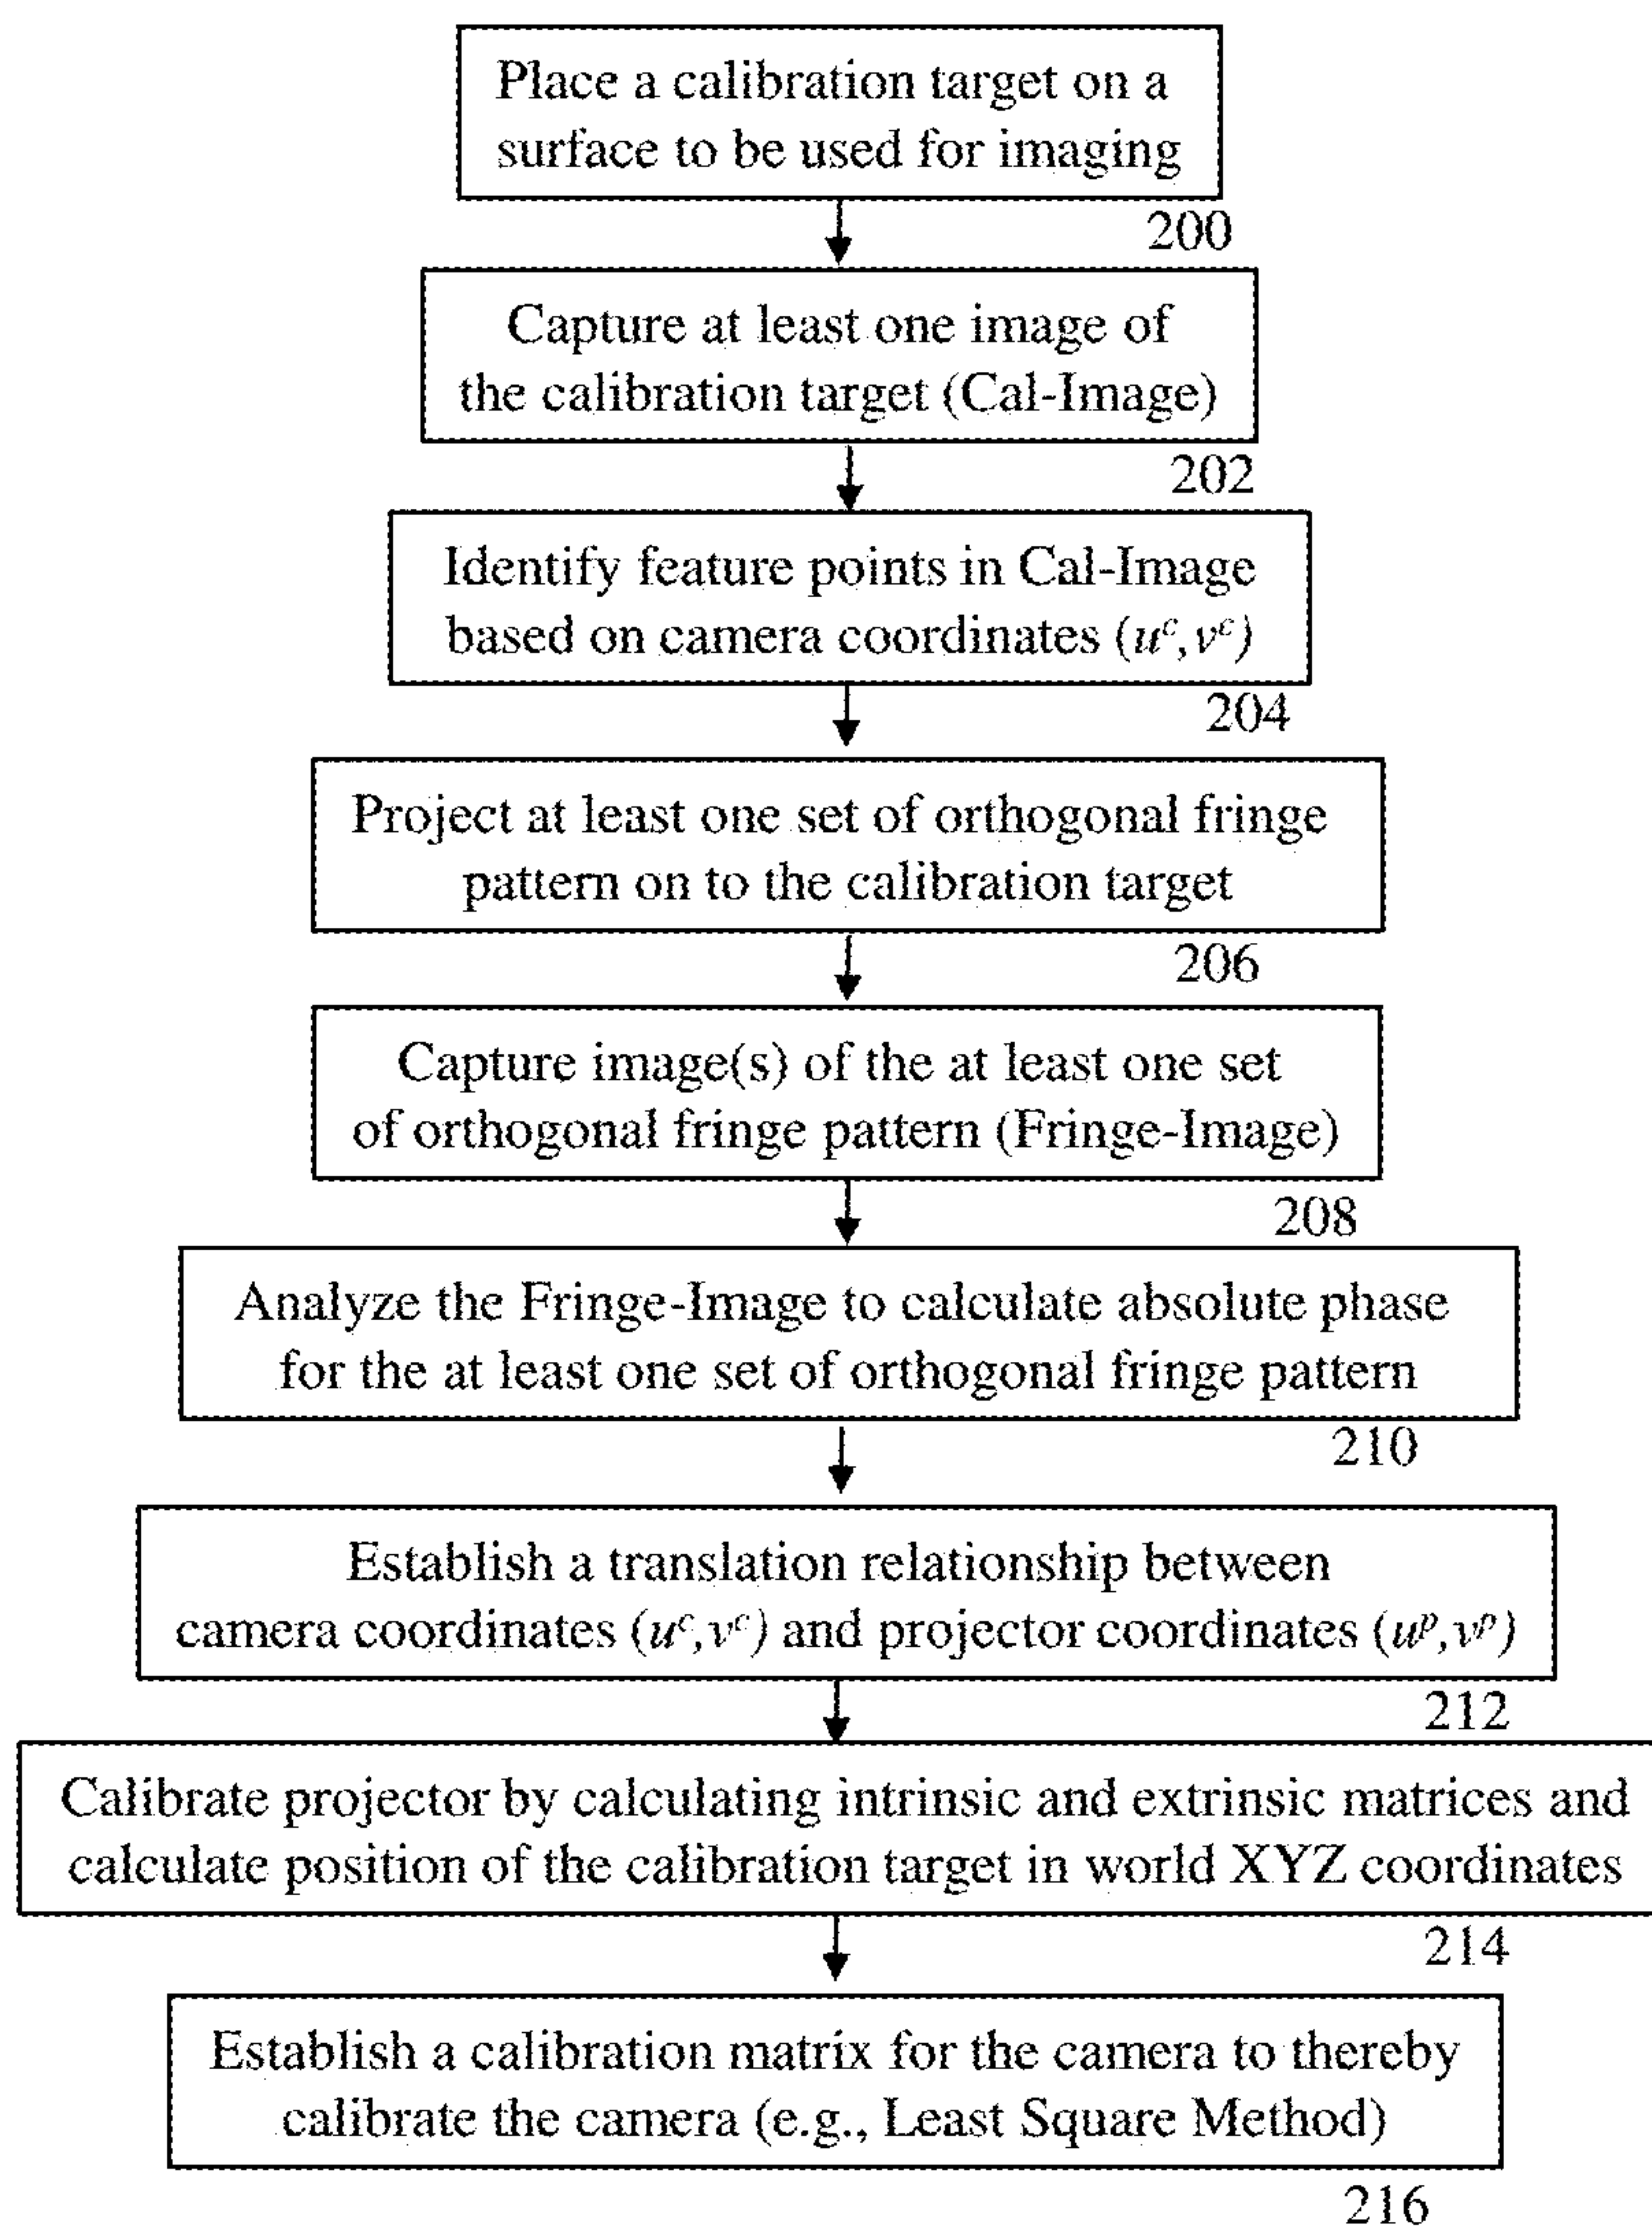 Place a calibration target on a
surface to be used for imaging
200
Capture at least one image of
the calibration target (Cal-Image)
202
Identify feature points in Cal-Image
based on camera coordinates (uᶜ,vᶜ)
204
Project at least one set of orthogonal fringe
pattern on to the calibration target
206
Capture image(s) of the at least one set
of orthogonal fringe pattern (Fringe-Image)
208
Analyze the Fringe-Image to calculate absolute phase
for the at least one set of orthogonal fringe pattern
210
Establish a translation relationship between
camera coordinates (uᶜ,vᶜ) and projector coordinates (uᵖ,vᵖ)
212
Calibrate projector by calculating intrinsic and extrinsic matrices and
calculate position of the calibration target in world XYZ coordinates
214
Establish a calibration matrix for the camera to thereby
calibrate the camera (e.g., Least Square Method)
216